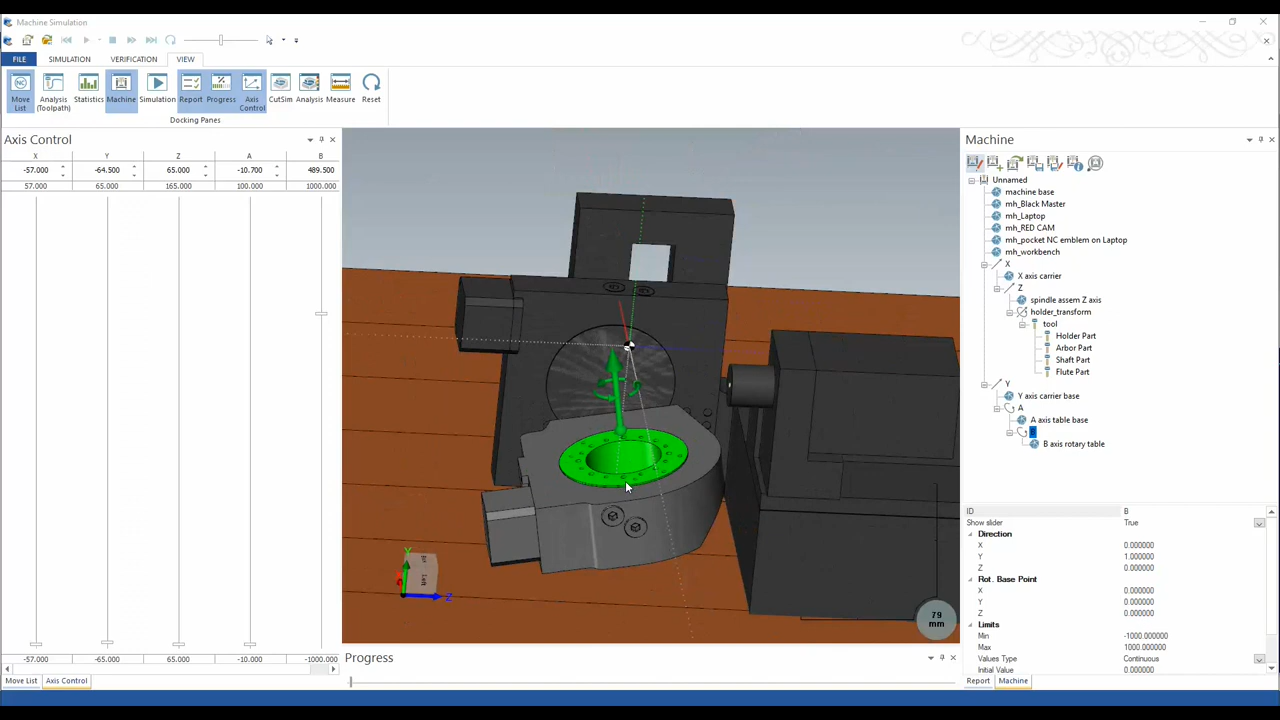 Machine Simulation
FILE SIMULATION VERIFICATION VIEW
Move List
Analysis (Toolpath)
Statistics
Machine
Simulation
Report
Progress
Axis Control
CutSim
Analysis
Measure
Reset
Docking Panes
Axis Control
X Y Z A B
-57.000 -64.500 65.000 -10.700 489.500
57.000 65.000 165.000 100.000 1000.000
-57.000 -65.000 65.000 -10.000 -1000.000
Move List Axis Control
Y
Z
79 mm
Progress
Machine
Unnamed
machine base
mh_Black Master
mh_Laptop
mh_RED CAM
mh_pocket NC emblem on Laptop
mh_workbench
X
X axis carrier
Z
spindle assem Z axis
holder_transform
tool
Holder Part
Arbor Part
Shaft Part
Flute Part
Y
Y axis carrier base
A
A axis table base
B axis rotary table
ID B
Show slider True
Direction
X 0.000000
Y 1.000000
Z 0.000000
Rot. Base Point
X 0.000000
Y 0.000000
Z 0.000000
Limits
Min -1000.000000
Max 1000.000000
Values Type Continuous
Initial Value 0.000000
Report Machine